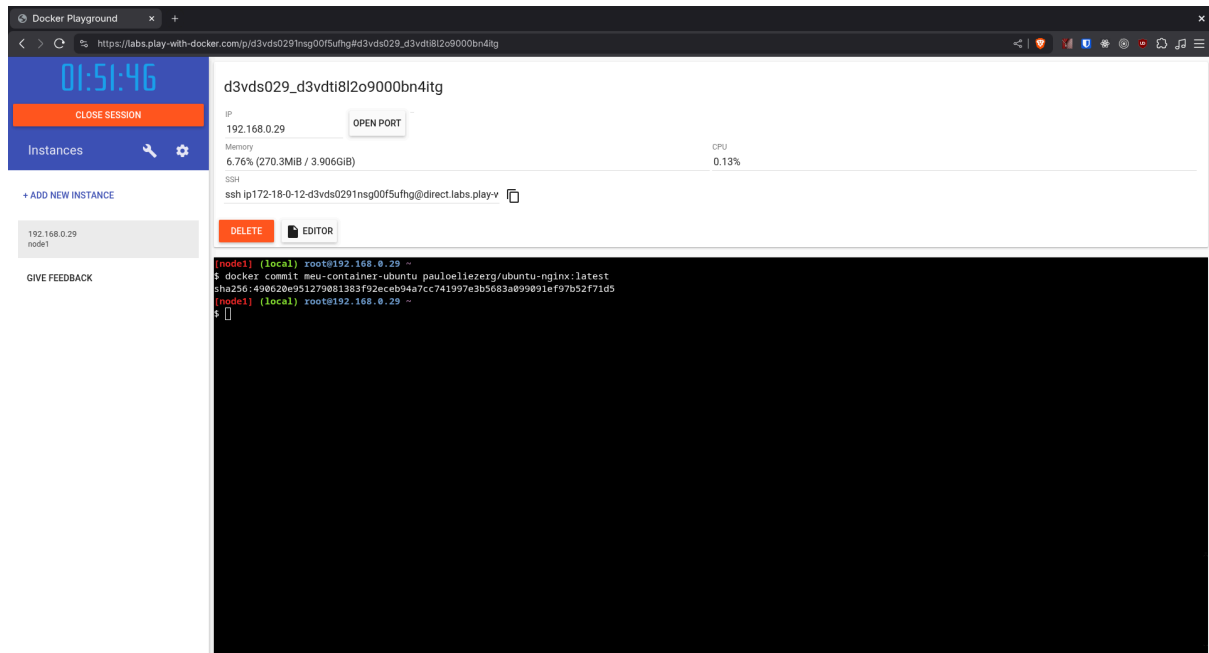 Docker Playground
https://labs.play-with-docker.com/p/d3vds0291nsg00f5ufhg#d3vds029_d3vdti8l2o9000bn4itg
01:51:46
CLOSE SESSION
Instances
+ ADD NEW INSTANCE
192.168.0.29
node1
GIVE FEEDBACK
d3vds029_d3vdti8l2o9000bn4itg
IP
192.168.0.29
OPEN PORT
Memory
6.76% (270.3MiB / 3.906GiB)
CPU
0.13%
SSH
ssh ip172-18-0-12-d3vds0291nsg00f5ufhg@direct.labs.play-v
DELETE
EDITOR
[node1] (local) root@192.168.0.29 ~
$ docker commit meu-container-ubuntu pauloeliezerg/ubuntu-nginx:latest
sha256:490620e951279081383f92eceb94a7cc741997e3b5683a099091ef97b52f71d5
[node1] (local) root@192.168.0.29 ~
$